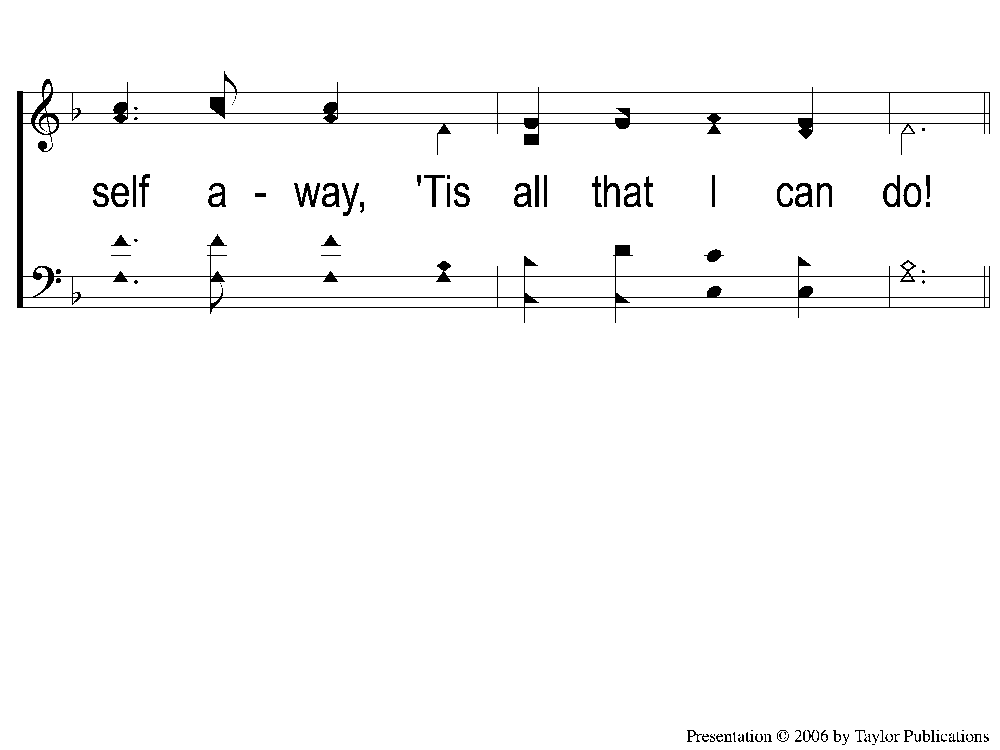 self a - way, 'Tis all that I can do!
Presentation © 2006 by Taylor Publications